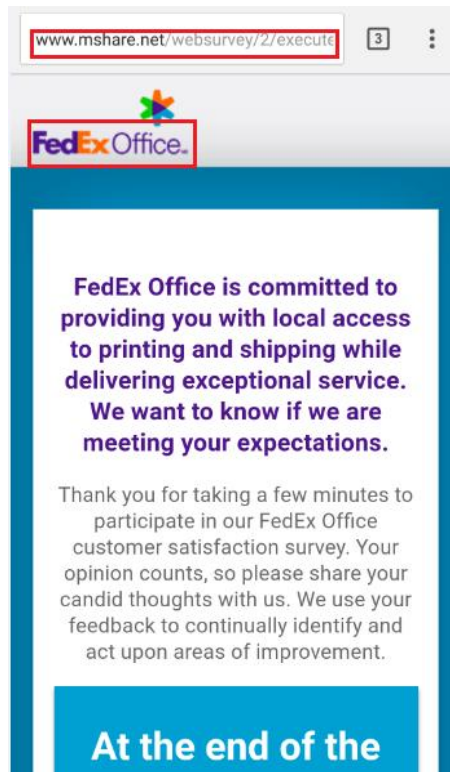 www.mshare.net/websurvey/2/execute
3
FedEx Office
FedEx Office is committed to
providing you with local access
to printing and shipping while
delivering exceptional service.
We want to know if we are
meeting your expectations.
Thank you for taking a few minutes to
participate in our FedEx Office
customer satisfaction survey. Your
opinion counts, so please share your
candid thoughts with us. We use your
feedback to continually identify and
act upon areas of improvement.
At the end of the